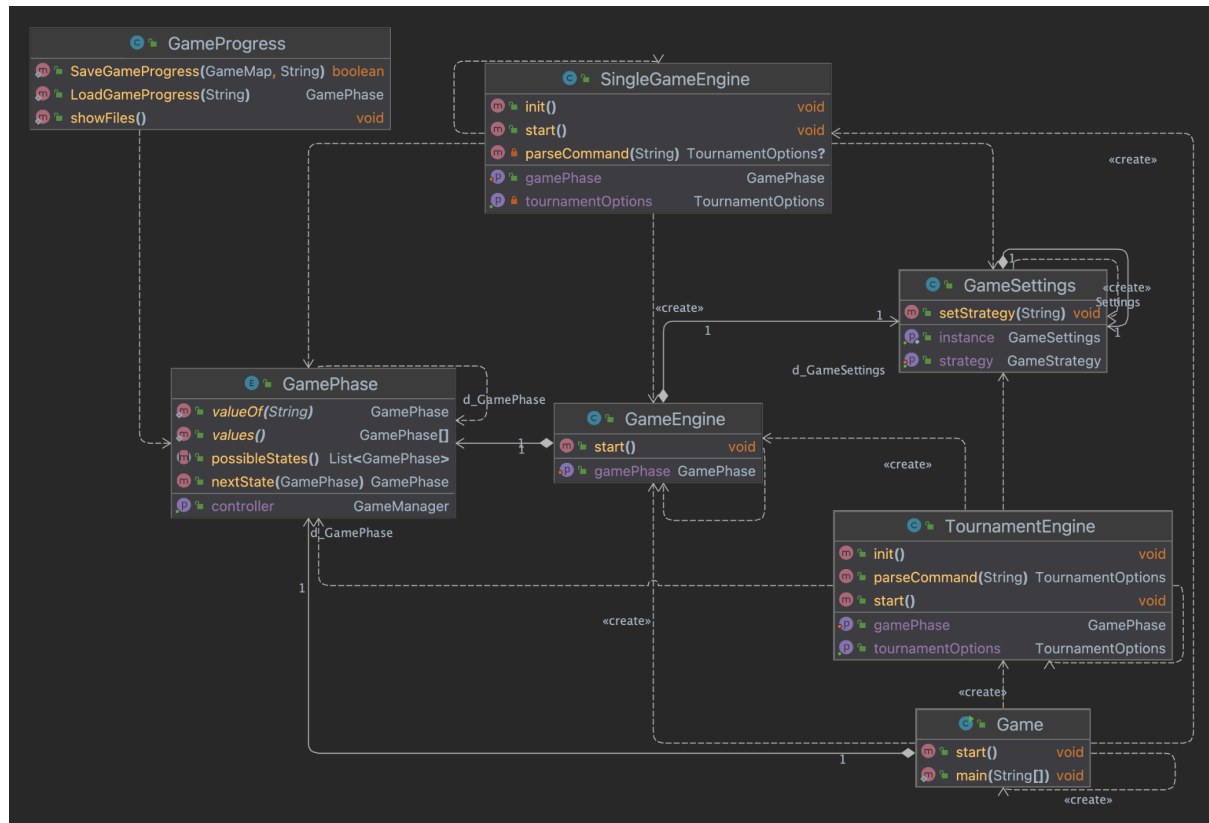 GameProgress
SaveGameProgress(GameMap, String) boolean
LoadGameProgress(String) GamePhase
showFiles() void
SingleGameEngine
init() void
start() void
parseCommand(String) TournamentOptions?
gamePhase GamePhase
tournamentOptions TournamentOptions
«create»
GameSettings
setStrategy(String) void
instance GameSettings
strategy GameStrategy
1
«create»
Settings
1
«create»
1
1
d_GameSettings
GamePhase
valueOf(String) GamePhase
values() GamePhase[]
possibleStates() List<GamePhase>
nextState(GamePhase) GamePhase
controller GameManager
d_GamePhase
1
1
GameEngine
start() void
gamePhase GamePhase
«create»
d_GamePhase
1
TournamentEngine
init() void
parseCommand(String) TournamentOptions
start() void
gamePhase GamePhase
tournamentOptions TournamentOptions
«create»
«create»
Game
start() void
main(String[]) void
1
«create»